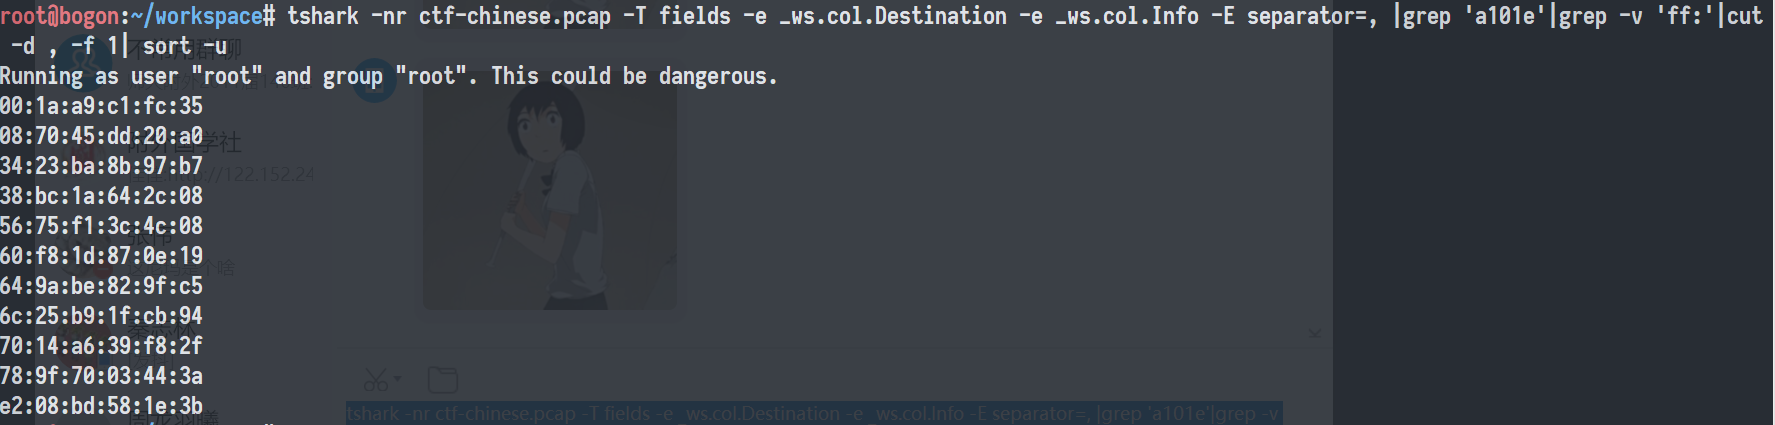 root@bogon:~/workspace# tshark -nr ctf-chinese.pcap -T fields -e _ws.col.Destination -e _ws.col.Info -E separator=, |grep 'a101e'|grep -v 'ff:'|cut
-d , -f 1| sort -u
Running as user "root" and group "root". This could be dangerous.
00:1a:a9:c1:fc:35
08:70:45:dd:20:a0
34:23:ba:8b:97:b7
38:bc:1a:64:2c:08
56:75:f1:3c:4c:08
60:f8:1d:87:0e:19
64:9a:be:82:9f:c5
6c:25:b9:1f:cb:94
70:14:a6:39:f8:2f
78:9f:70:03:44:3a
e2:08:bd:58:1e:3b
http://122.152.24
tshark -nr ctf-chinese.pcap -T fields -e _ws.col.Destination -e _ws.col.Info -E separator=, |grep 'a101e'|grep -v